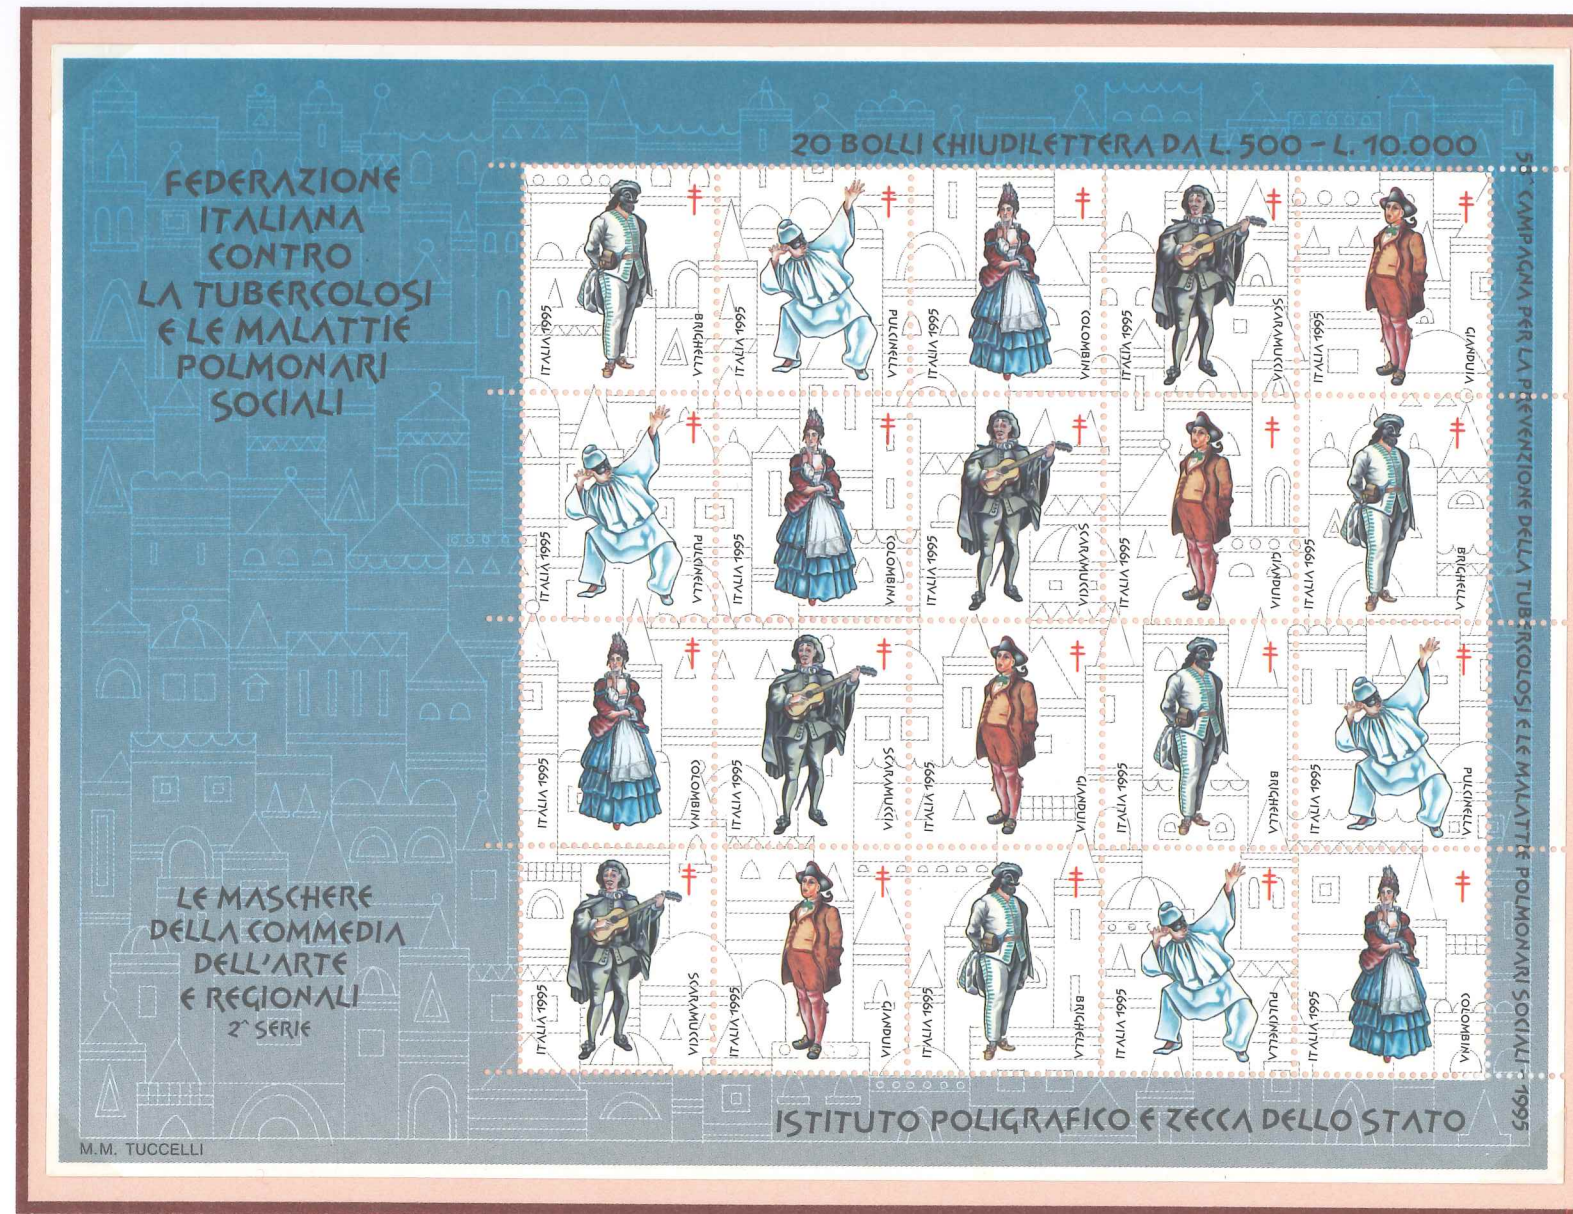 20 BOLLI CHIUDILETTERA DA L. 500 - L. 10.000
FEDERAZIONE
ITALIANA
CONTRO
LA TUBERCOLOSI
E LE MALATTIE
POLMONARI
SOCIALI
LE MASCHERE
DELLA COMMEDIA
DELL'ARTE
E REGIONALI
2^ SERIE
M.M. TUCCELLI
ITALIA 1995
BRIGHELLA
ITALIA 1995
PULCINELLA
ITALIA 1995
COLOMBINA
ITALIA 1995
SCARAMUCCIA
ITALIA 1995
GIANDUIA
ITALIA 1995
PULCINELLA
ITALIA 1995
COLOMBINA
ITALIA 1995
SCARAMUCCIA
ITALIA 1995
GIANDUIA
ITALIA 1995
BRIGHELLA
ITALIA 1995
COLOMBINA
ITALIA 1995
SCARAMUCCIA
ITALIA 1995
GIANDUIA
ITALIA 1995
BRIGHELLA
ITALIA 1995
PULCINELLA
ITALIA 1995
SCARAMUCCIA
ITALIA 1995
GIANDUIA
ITALIA 1995
BRIGHELLA
ITALIA 1995
PULCINELLA
ITALIA 1995
COLOMBINA
CAMPAGNA PER LA PREVENZIONE DELLA TUBERCOLOSI E LE MALATTIE POLMONARI SOCIALI - 1995
ISTITUTO POLIGRAFICO E ZECCA DELLO STATO